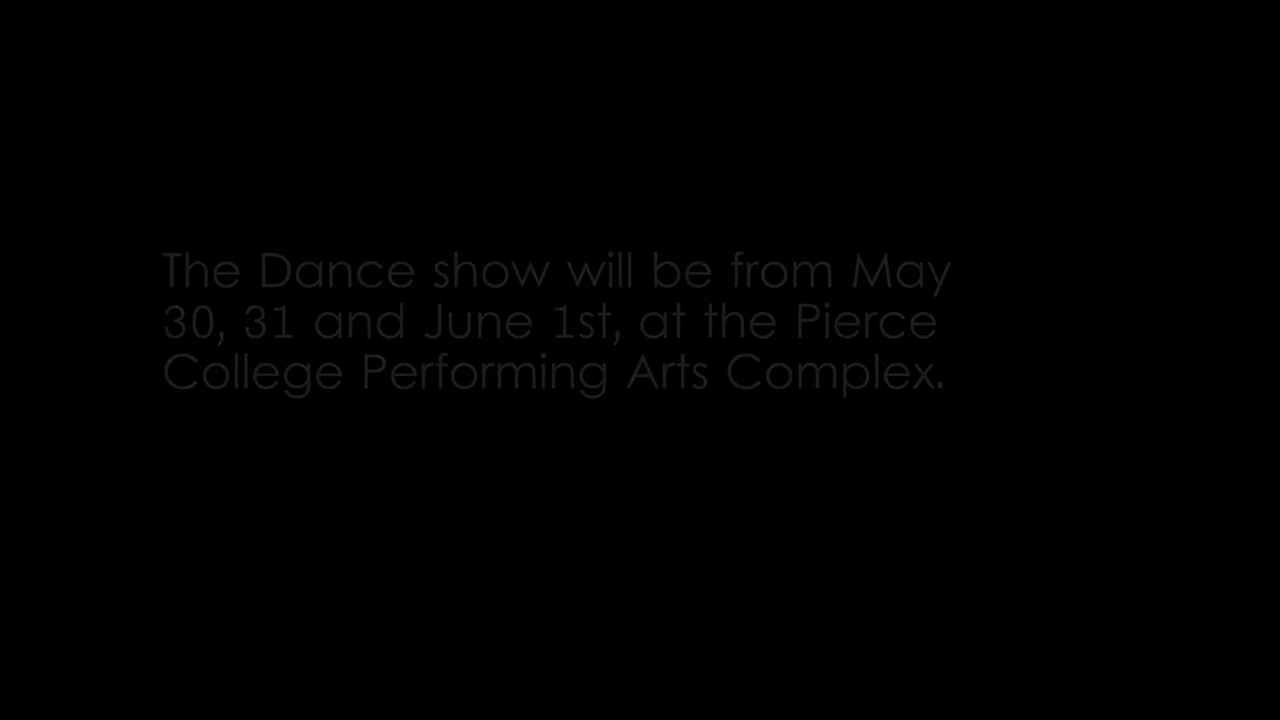 The Dance show will be from May
30, 31 and June 1st, at the Pierce
College Performing Arts Complex.